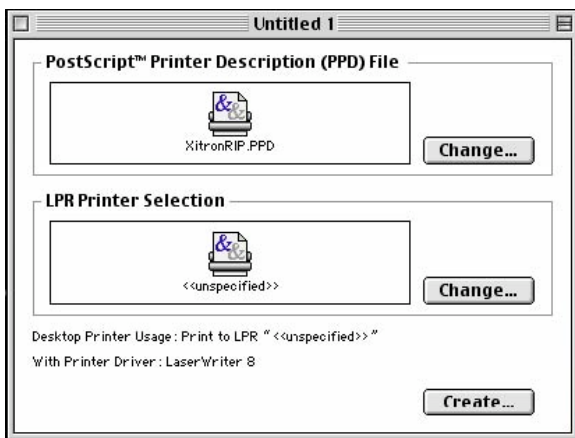 Untitled 1
PostScript™ Printer Description (PPD) File
XitronRIP.PPD
Change...
LPR Printer Selection
<<unspecified>>
Change...
Desktop Printer Usage : Print to LPR “<<unspecified>>”
With Printer Driver : LaserWriter 8
Create...